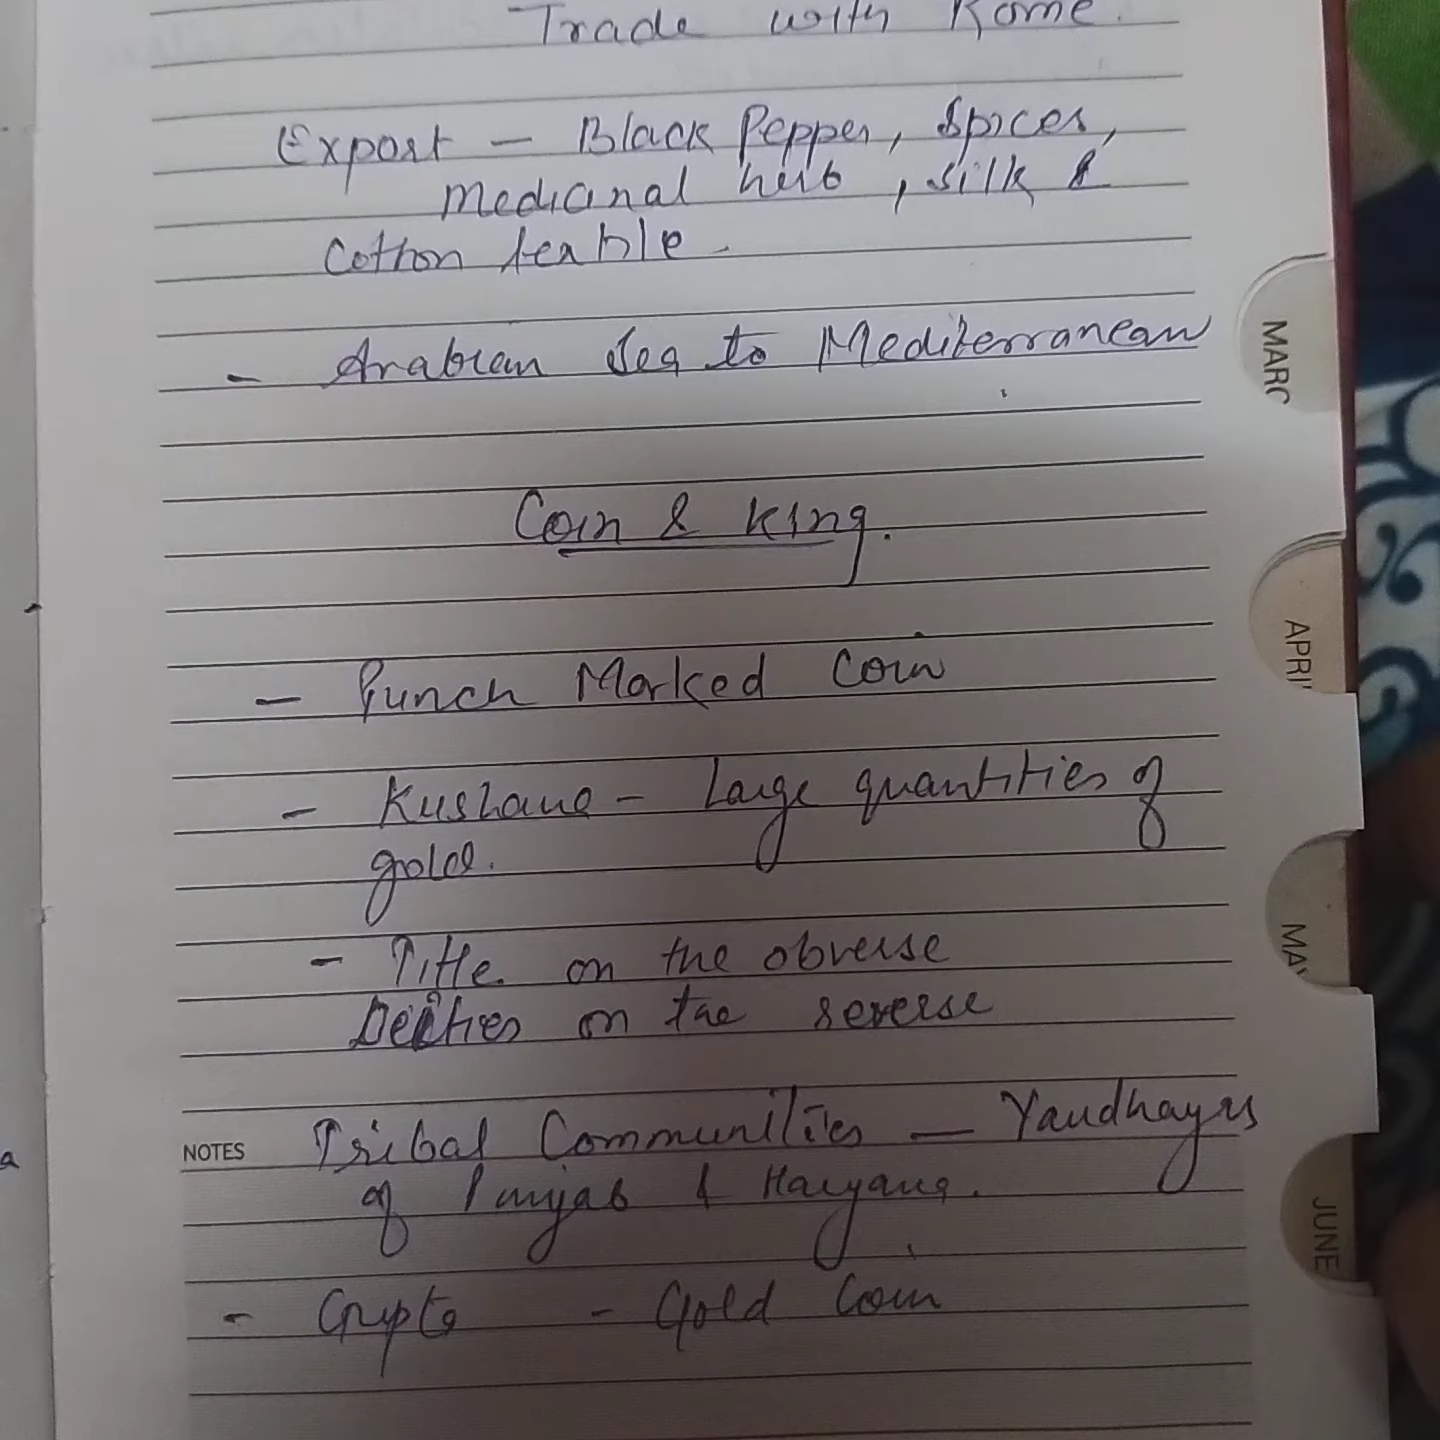 Trade with Rome.
Export – Black Pepper, Spices,
Medicinal herb, silk &
Cotton textile.
- Arabian Sea to Mediterranean
Coin & King.
- Punch Marked Coin
- Kushana - Large quantities of
gold.
- Title on the obverse
Deities on the reverse
NOTES Tribal Communities – Yaudhayas
of Punjab & Haryana.
- Gupta - Gold Coin
MARC
APRI
MA
JUNE
a